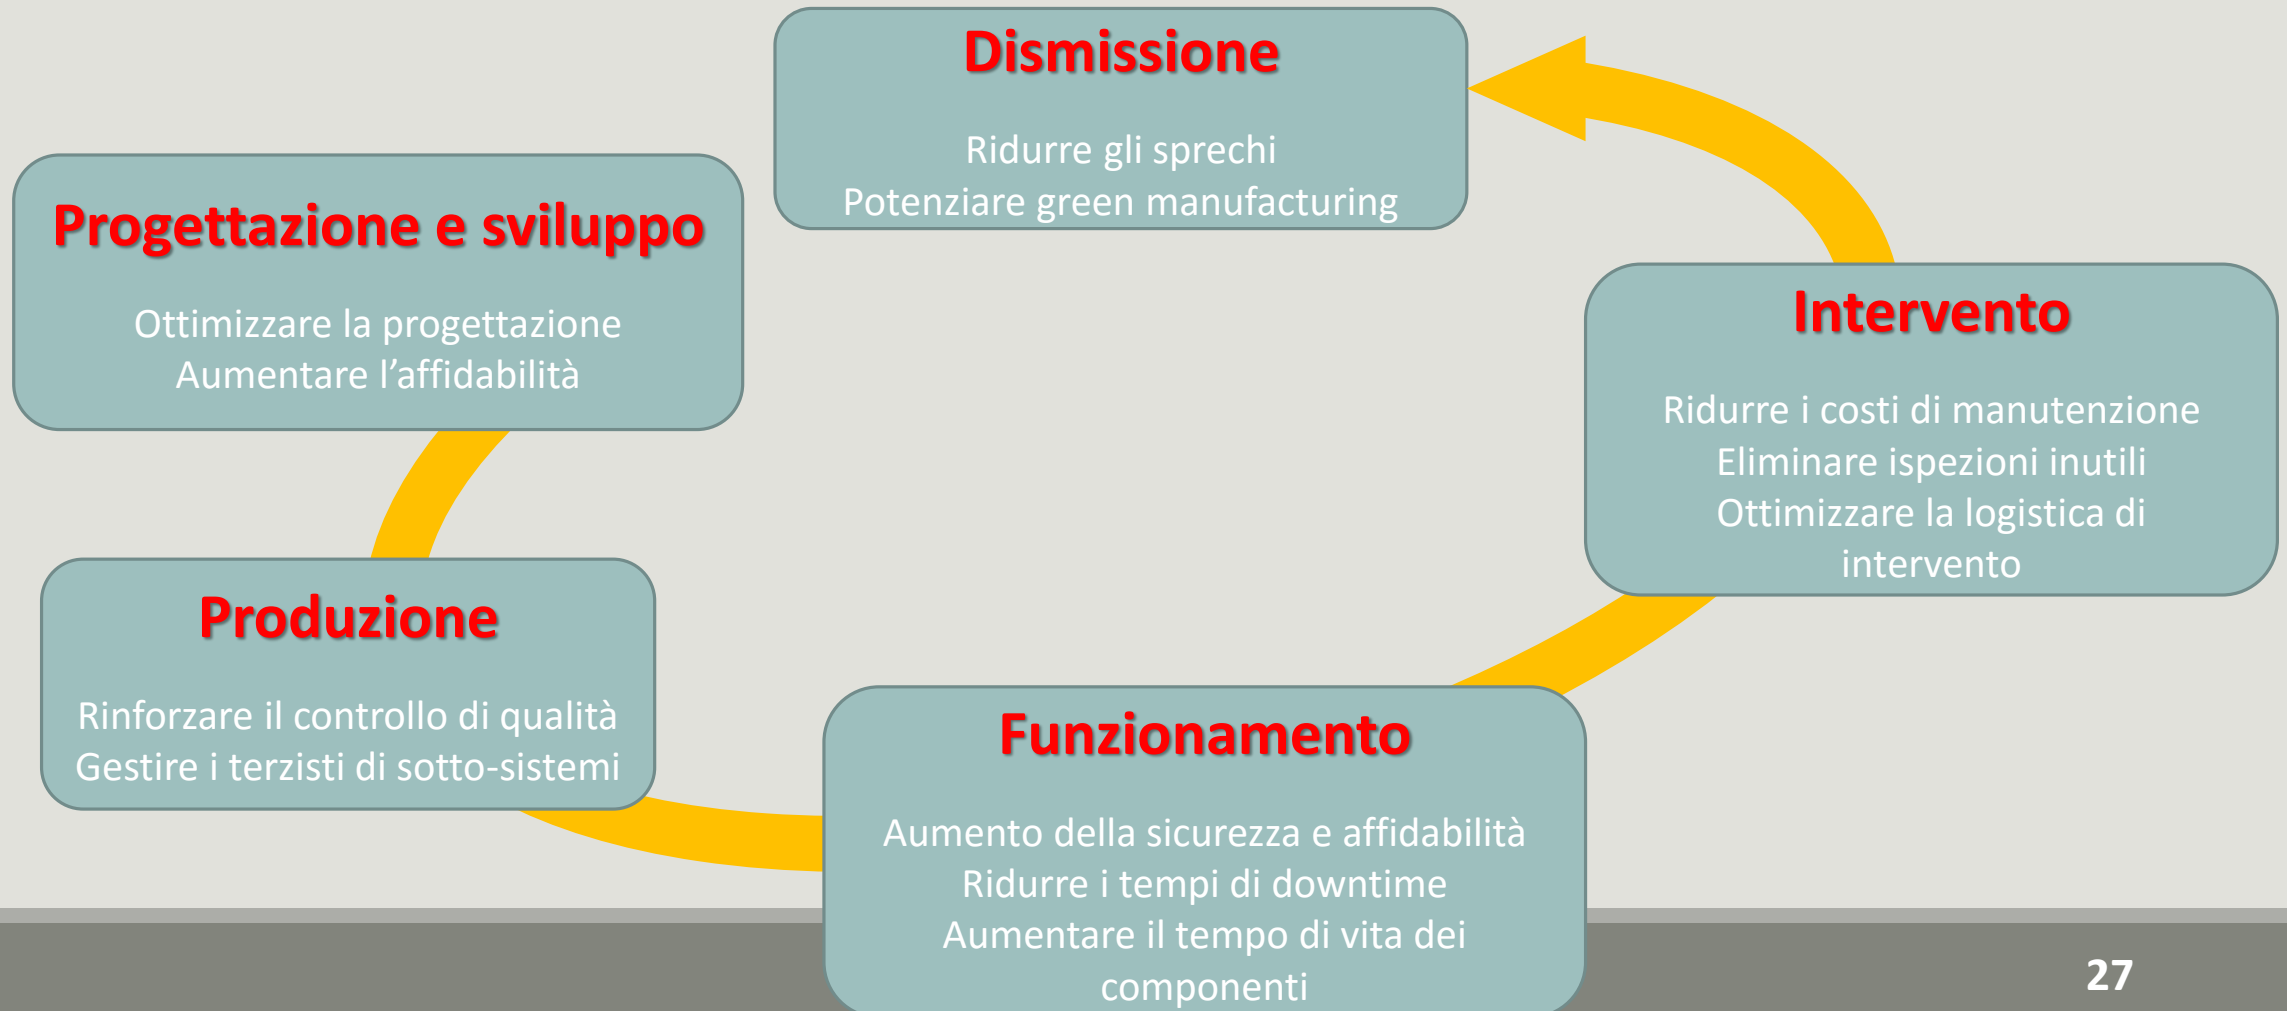 Dismissione
Ridurre gli sprechi
Potenziare green manufacturing
Progettazione e sviluppo
Ottimizzare la progettazione
Aumentare l’affidabilità
Intervento
Ridurre i costi di manutenzione
Eliminare ispezioni inutili
Ottimizzare la logistica di
intervento
Produzione
Rinforzare il controllo di qualità
Gestire i terzisti di sotto-sistemi
Funzionamento
Aumento della sicurezza e affidabilità
Ridurre i tempi di downtime
Aumentare il tempo di vita dei
componenti
27